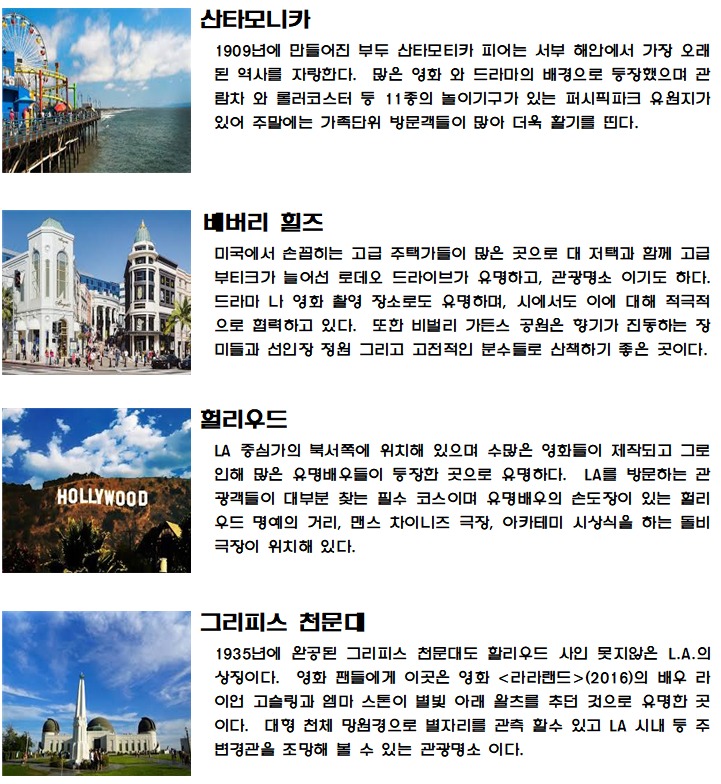 산타모니카
1909년에 만들어진 부두 산타모티카 피어는 서부 해안에서 가장 오래
된 역사를 자랑한다. 많은 영화 와 드라마의 배경으로 등장했으며 관
람차 와 롤러코스터 등 11종의 놀이기구가 있는 퍼시픽파크 유원지가
있어 주말에는 가족단위 방문객들이 많아 더욱 활기를 띈다.
베버리 힐즈
미국에서 손꼽히는 고급 주택가들이 많은 곳으로 대 저택과 함께 고급
부티크가 늘어선 로데오 드라이브가 유명하고, 관광명소 이기도 하다.
드라마 나 영화 촬영 장소로도 유명하며, 시에서도 이에 대해 적극적
으로 협력하고 있다. 또한 비벌리 가든스 공원은 향기가 진동하는 장
미들과 선인장 정원 그리고 고전적인 분수들로 산책하기 좋은 곳이다.
헐리우드
LA 중심가의 북서쪽에 위치해 있으며 수많은 영화들이 제작되고 그로
인해 많은 유명배우들이 등장한 곳으로 유명하다. LA를 방문하는 관
광객들이 대부분 찾는 필수 코스이며 유명배우의 손도장이 있는 헐리
우드 명예의 거리, 맨스 차이니즈 극장, 아카테미 시상식을 하는 돌비
극장이 위치해 있다.
HOLLYWOOD
그리피스 천문대
1935년에 완공된 그리피스 천문대도 할리우드 사인 못지않은 L.A.의
상징이다. 영화 팬들에게 이곳은 영화 <라라랜드>(2016)의 배우 라
이언 고슬링과 엠마 스톤이 별빛 아래 왈츠를 추던 것으로 유명한 곳
이다. 대형 천체 망원경으로 별자리를 관측 할수 있고 LA 시내 등 주
변경관을 조망해 볼 수 있는 관광명소 이다.